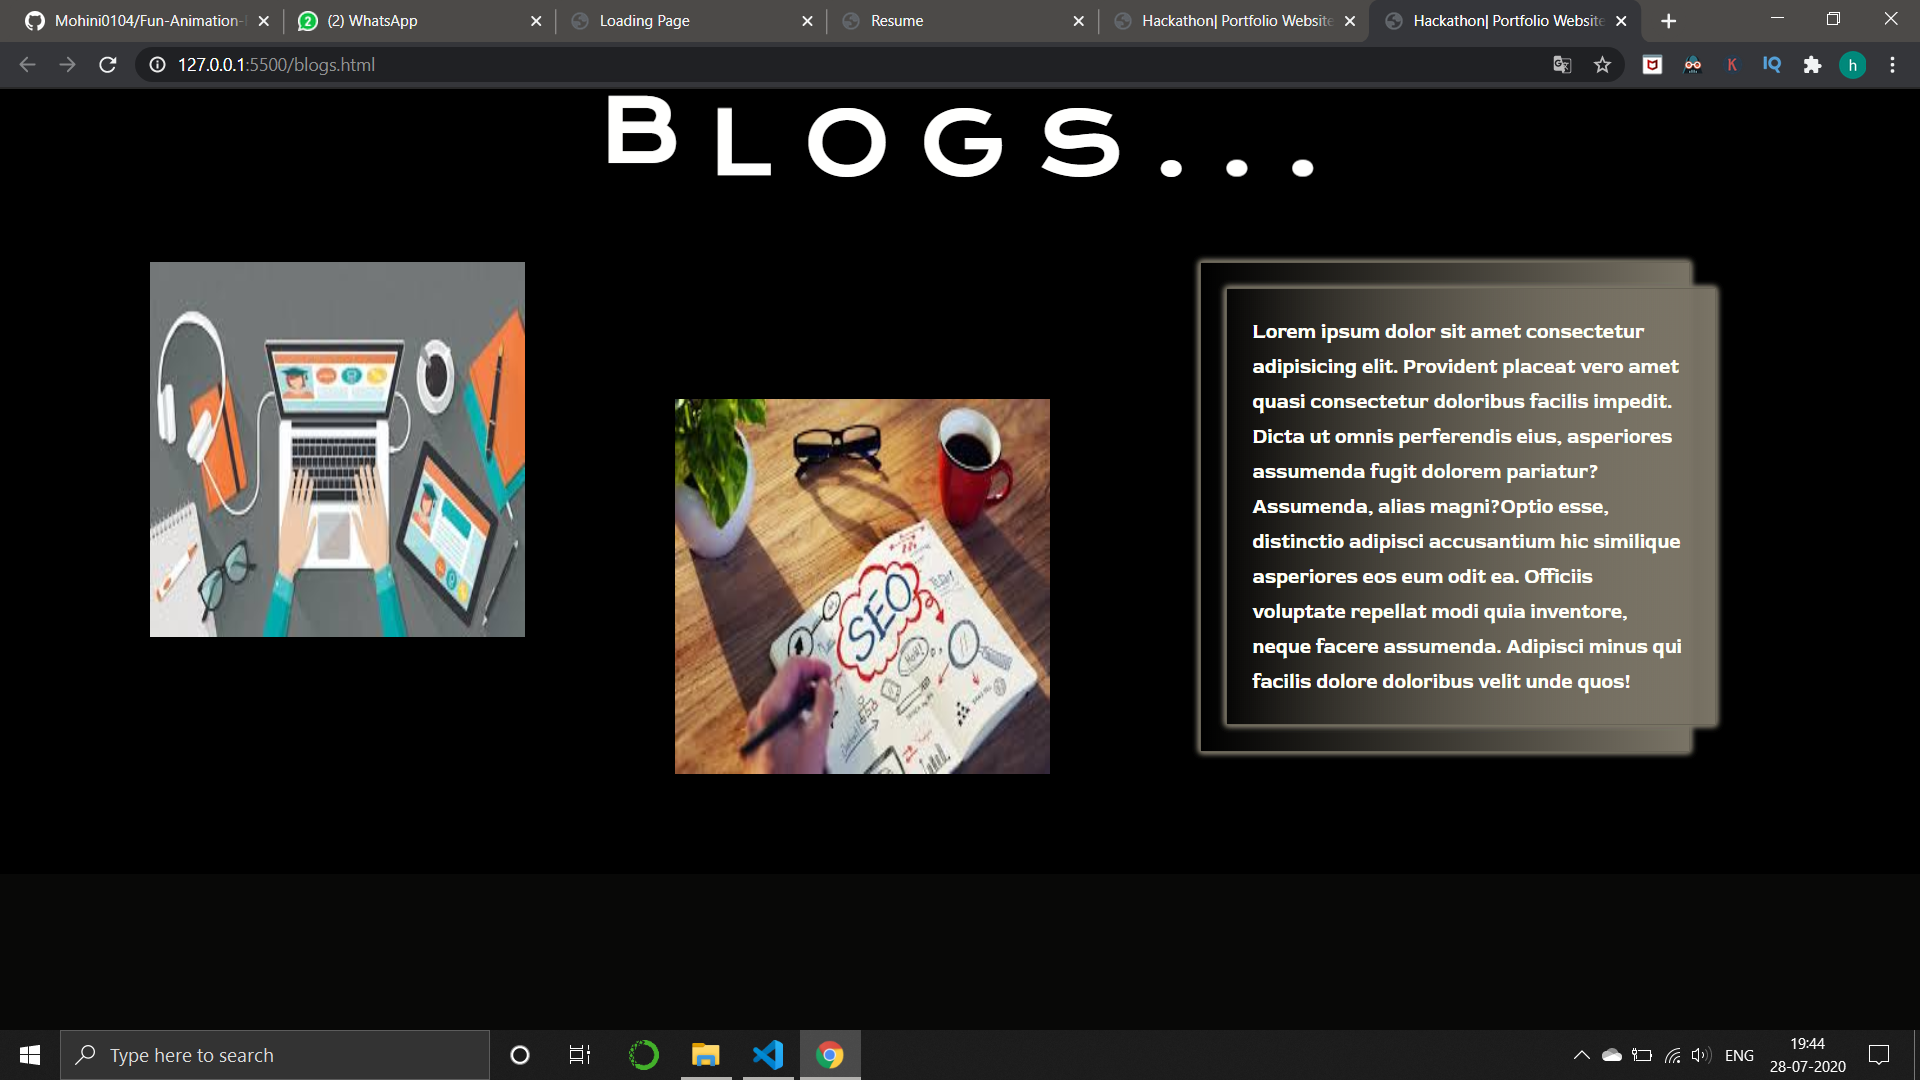 Mohini0104/Fun-Animation-
(2) WhatsApp
Loading Page
Resume
Hackathon| Portfolio Website
Hackathon| Portfolio Website
127.0.0.1:5500/blogs.html
K
IQ
h
BLOGS...
Lorem ipsum dolor sit amet consectetur
adipisicing elit. Provident placeat vero amet
quasi consectetur doloribus facilis impedit.
Dicta ut omnis perferendis eius, asperiores
assumenda fugit dolorem pariatur?
Assumenda, alias magni?Optio esse,
distinctio adipisci accusantium hic similique
asperiores eos eum odit ea. Officiis
voluptate repellat modi quia inventore,
neque facere assumenda. Adipisci minus qui
facilis dolore doloribus velit unde quos!
SEO
Type here to search
ENG
19:44
28-07-2020